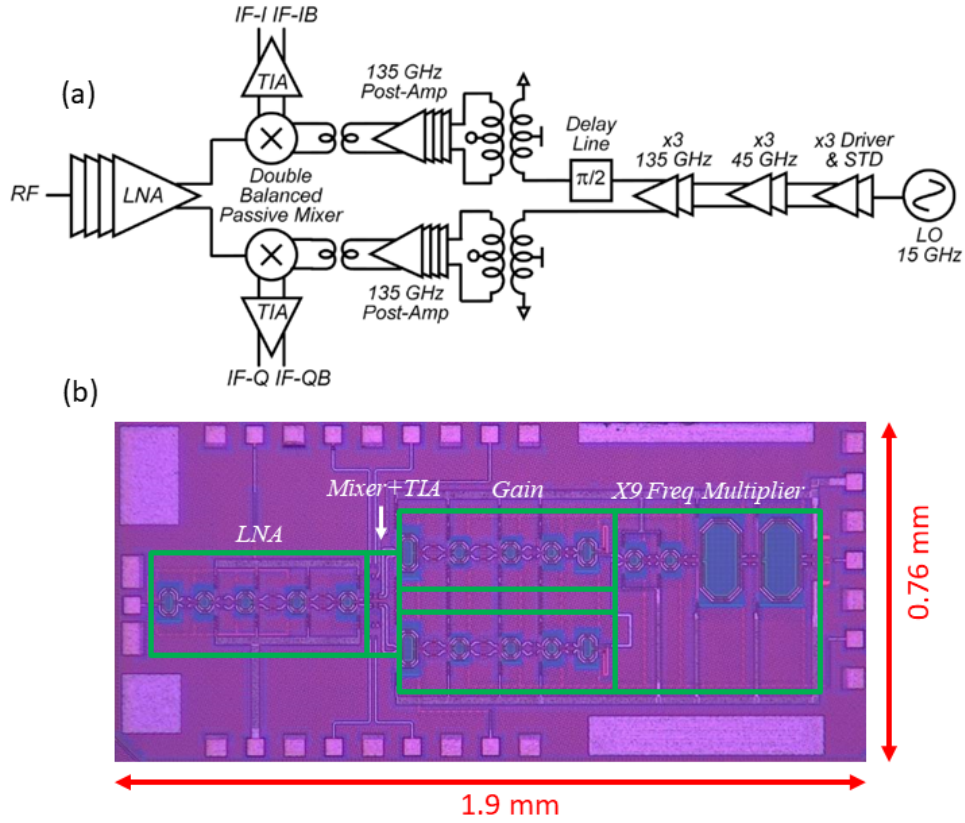 IF-I IF-IB
(a)
TIA
135 GHz
Post-Amp
Delay
Line
π/2
x3
135 GHz
x3
45 GHz
x3 Driver
& STD
RF
LNA
Double
Balanced
Passive Mixer
LO
15 GHz
TIA
135 GHz
Post-Amp
IF-Q IF-QB
(b)
Mixer+TIA
Gain
X9 Freq Multiplier
LNA
0.76 mm
1.9 mm